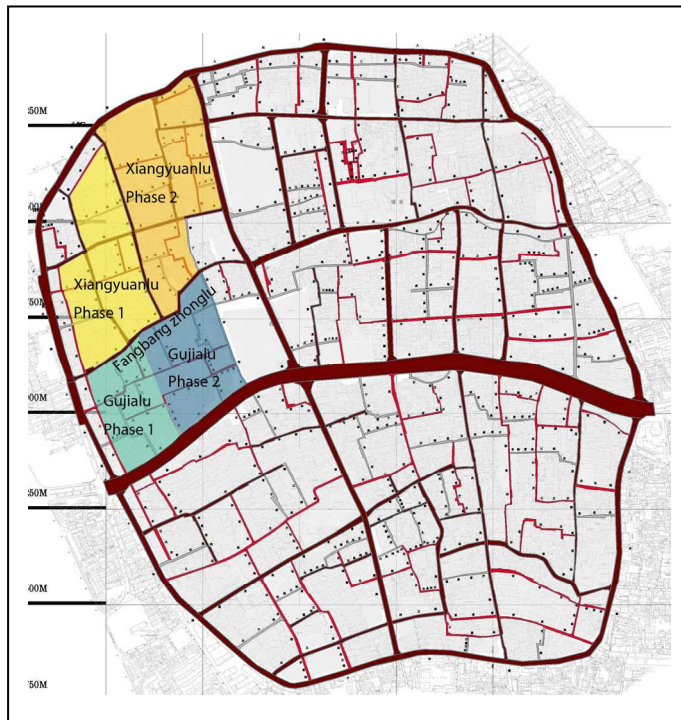 50M
Xiangyuanlu
Phase 2
50M
Xiangyuanlu
Phase 1
Fangbang zhonglu
Gujialu
Phase 2
Gujialu
Phase 1
00M
50M
00M
50M